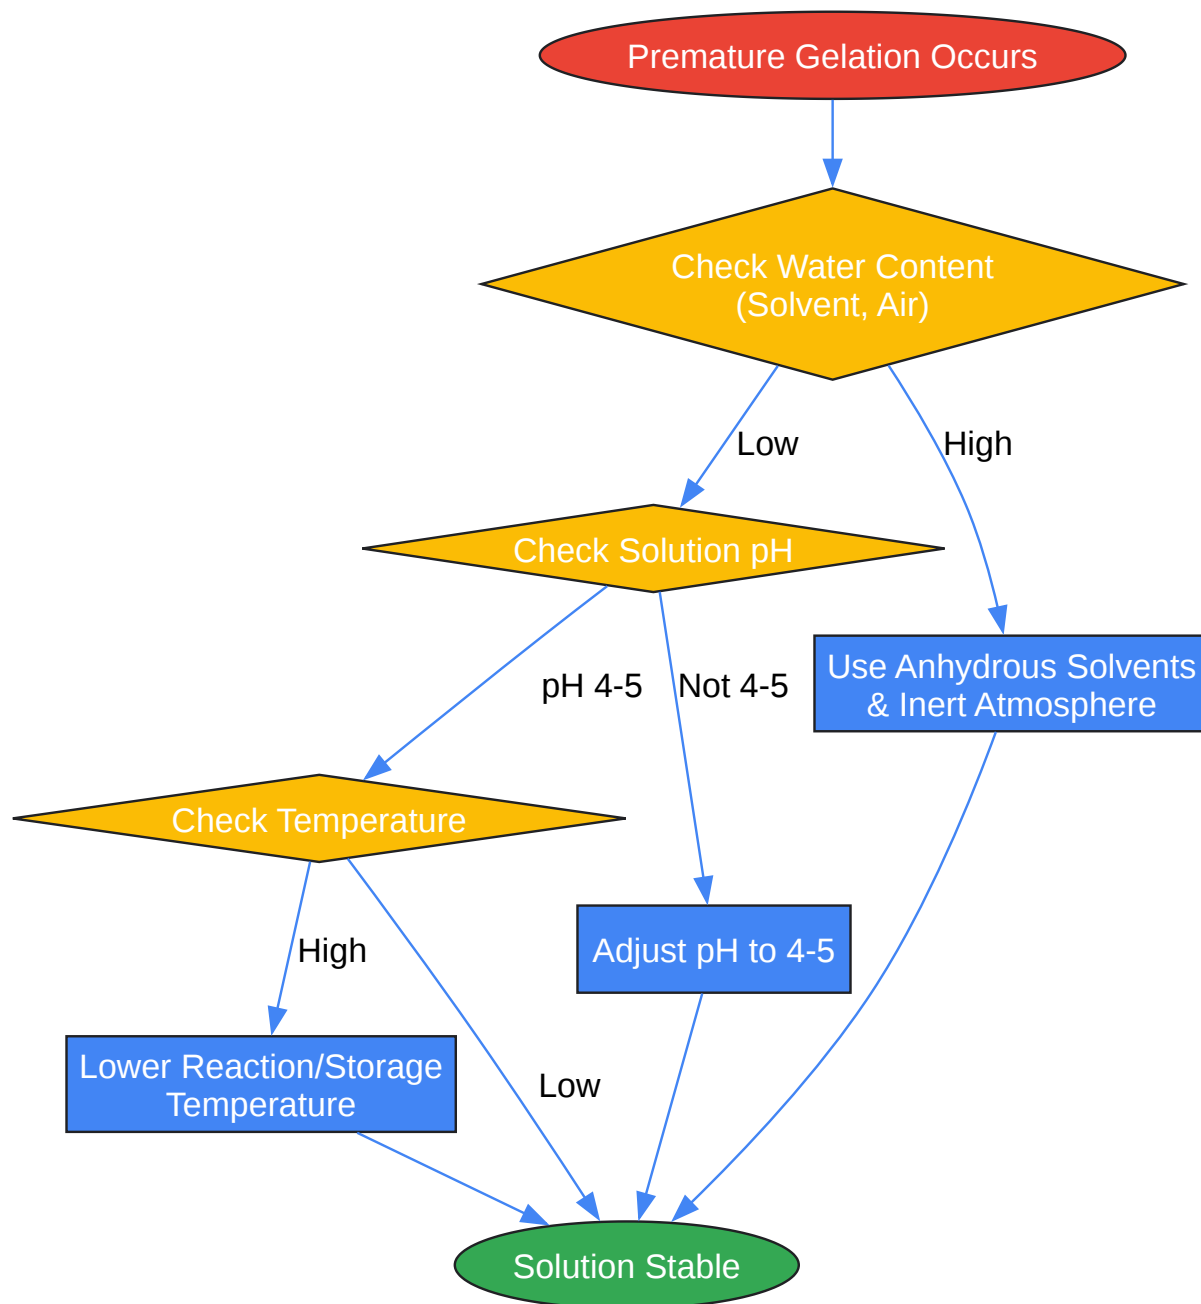 Premature Gelation Occurs
Check Water Content
(Solvent, Air)
Low
High
Check Solution pH
Use Anhydrous Solvents
& Inert Atmosphere
pH 4-5
Not 4-5
Check Temperature
High
Adjust pH to 4-5
Lower Reaction/Storage
Temperature
Low
Solution Stable